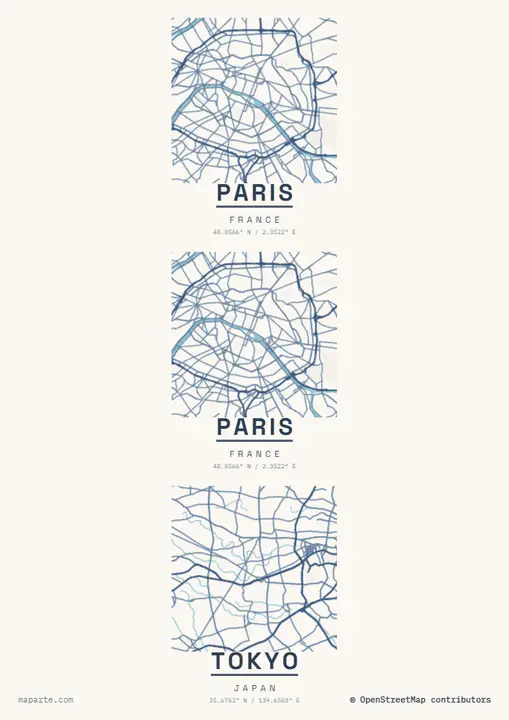 PARIS
FRANCE
48.8566° N / 2.3522° E
PARIS
FRANCE
48.8566° N / 2.3522° E
TOKYO
JAPAN
35.6762° N / 139.6503° E
maparte.com
© OpenStreetMap contributors